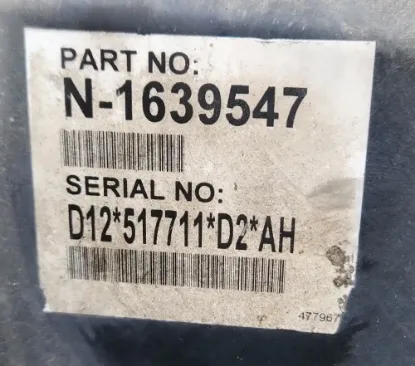 PART NO:
N-1639547
SERIAL NO:
D12*517711*D2*AH
477967